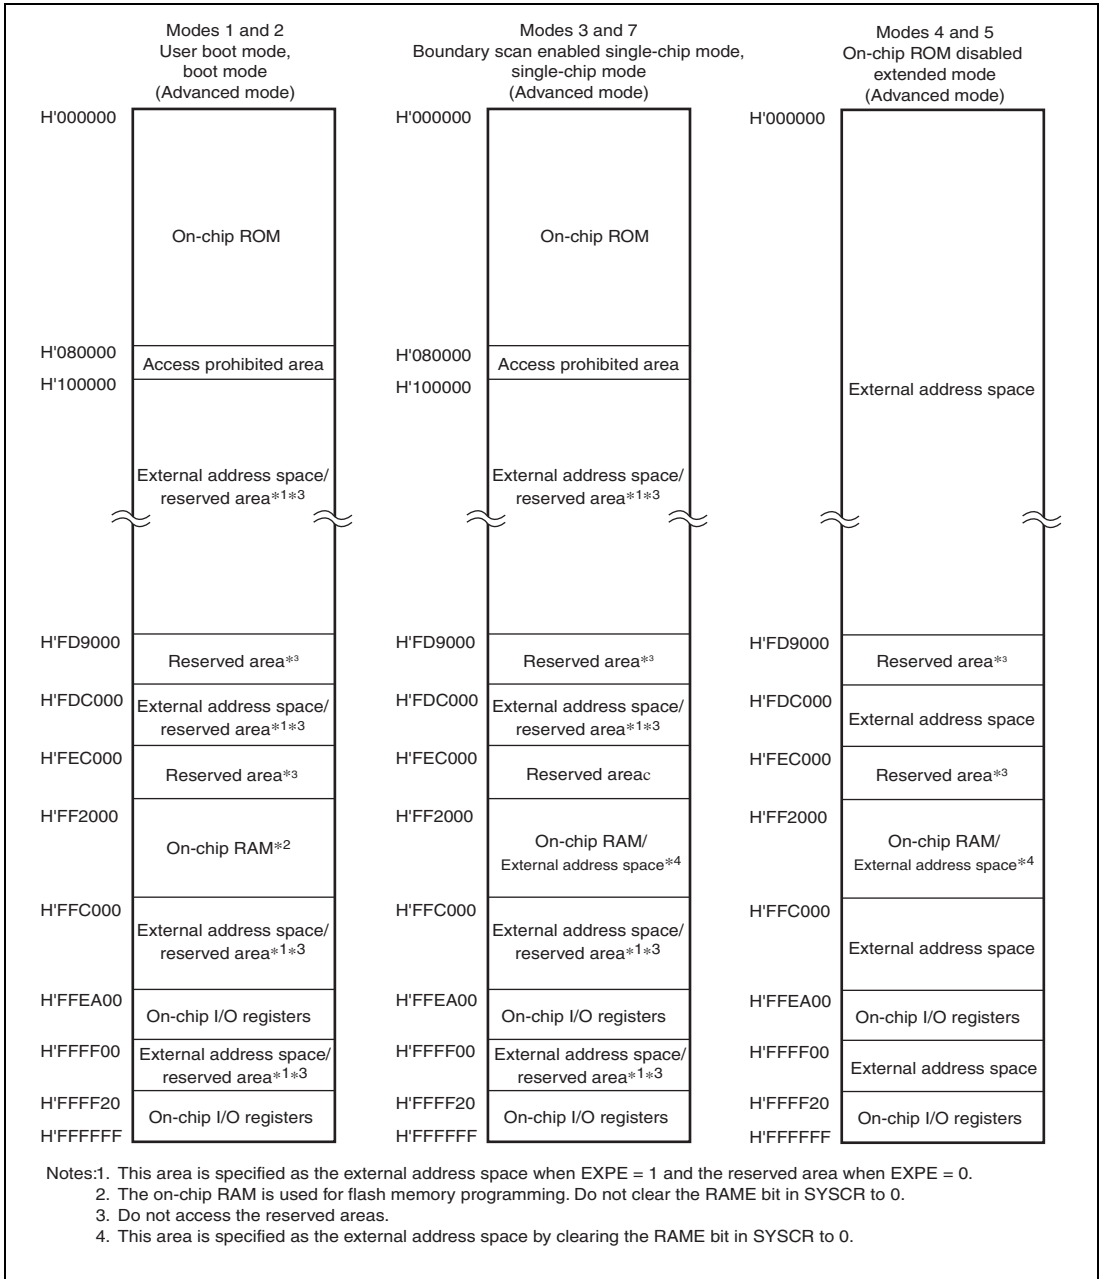 Modes 1 and 2
User boot mode,
boot mode
(Advanced mode)
H'000000
On-chip ROM
H'080000
Access prohibited area
H'100000
External address space/
reserved area*1*3
H'FD9000
Reserved area*3
H'FDC000
External address space/
reserved area*1*3
H'FEC000
Reserved area*3
H'FF2000
On-chip RAM*2
H'FFC000
External address space/
reserved area*1*3
H'FFEA00
On-chip I/O registers
H'FFFF00
External address space/
reserved area*1*3
H'FFFF20
On-chip I/O registers
H'FFFFFF
Modes 3 and 7
Boundary scan enabled single-chip mode,
single-chip mode
(Advanced mode)
H'000000
On-chip ROM
H'080000
Access prohibited area
H'100000
External address space/
reserved area*1*3
H'FD9000
Reserved area*3
H'FDC000
External address space/
reserved area*1*3
H'FEC000
Reserved areac
H'FF2000
On-chip RAM/
External address space*4
H'FFC000
External address space/
reserved area*1*3
H'FFEA00
On-chip I/O registers
H'FFFF00
External address space/
reserved area*1*3
H'FFFF20
On-chip I/O registers
H'FFFFFF
Modes 4 and 5
On-chip ROM disabled
extended mode
(Advanced mode)
H'000000
External address space
H'FD9000
Reserved area*3
H'FDC000
External address space
H'FEC000
Reserved area*3
H'FF2000
On-chip RAM/
External address space*4
H'FFC000
External address space
H'FFEA00
On-chip I/O registers
H'FFFF00
External address space
H'FFFF20
On-chip I/O registers
H'FFFFFF
Notes:1. This area is specified as the external address space when EXPE = 1 and the reserved area when EXPE = 0.
2. The on-chip RAM is used for flash memory programming. Do not clear the RAME bit in SYSCR to 0.
3. Do not access the reserved areas.
4. This area is specified as the external address space by clearing the RAME bit in SYSCR to 0.